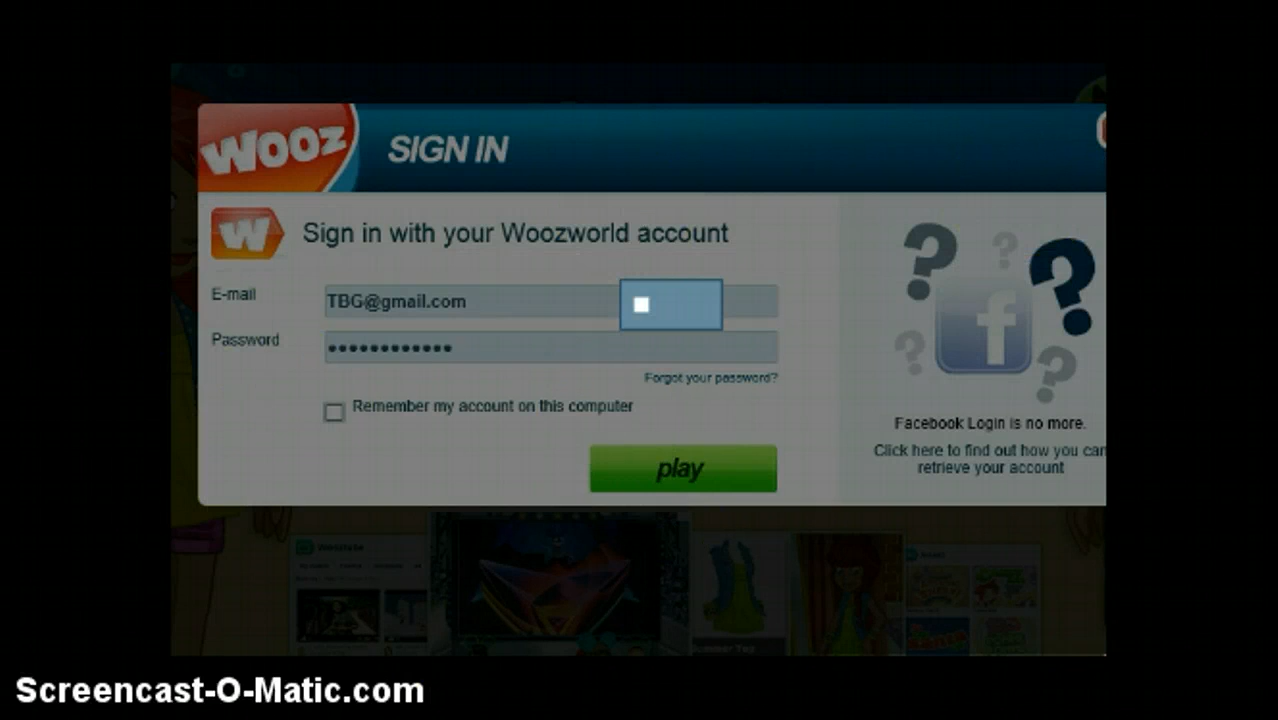 WOOZ
SIGN IN
W
Sign in with your Woozworld account
E-mail
TBG@gmail.com
Password
Forgot your password?
Remember my account on this computer
play
f
Facebook Login is no more.
Click here to find out how you can
retrieve your account
Screencast-O-Matic.com